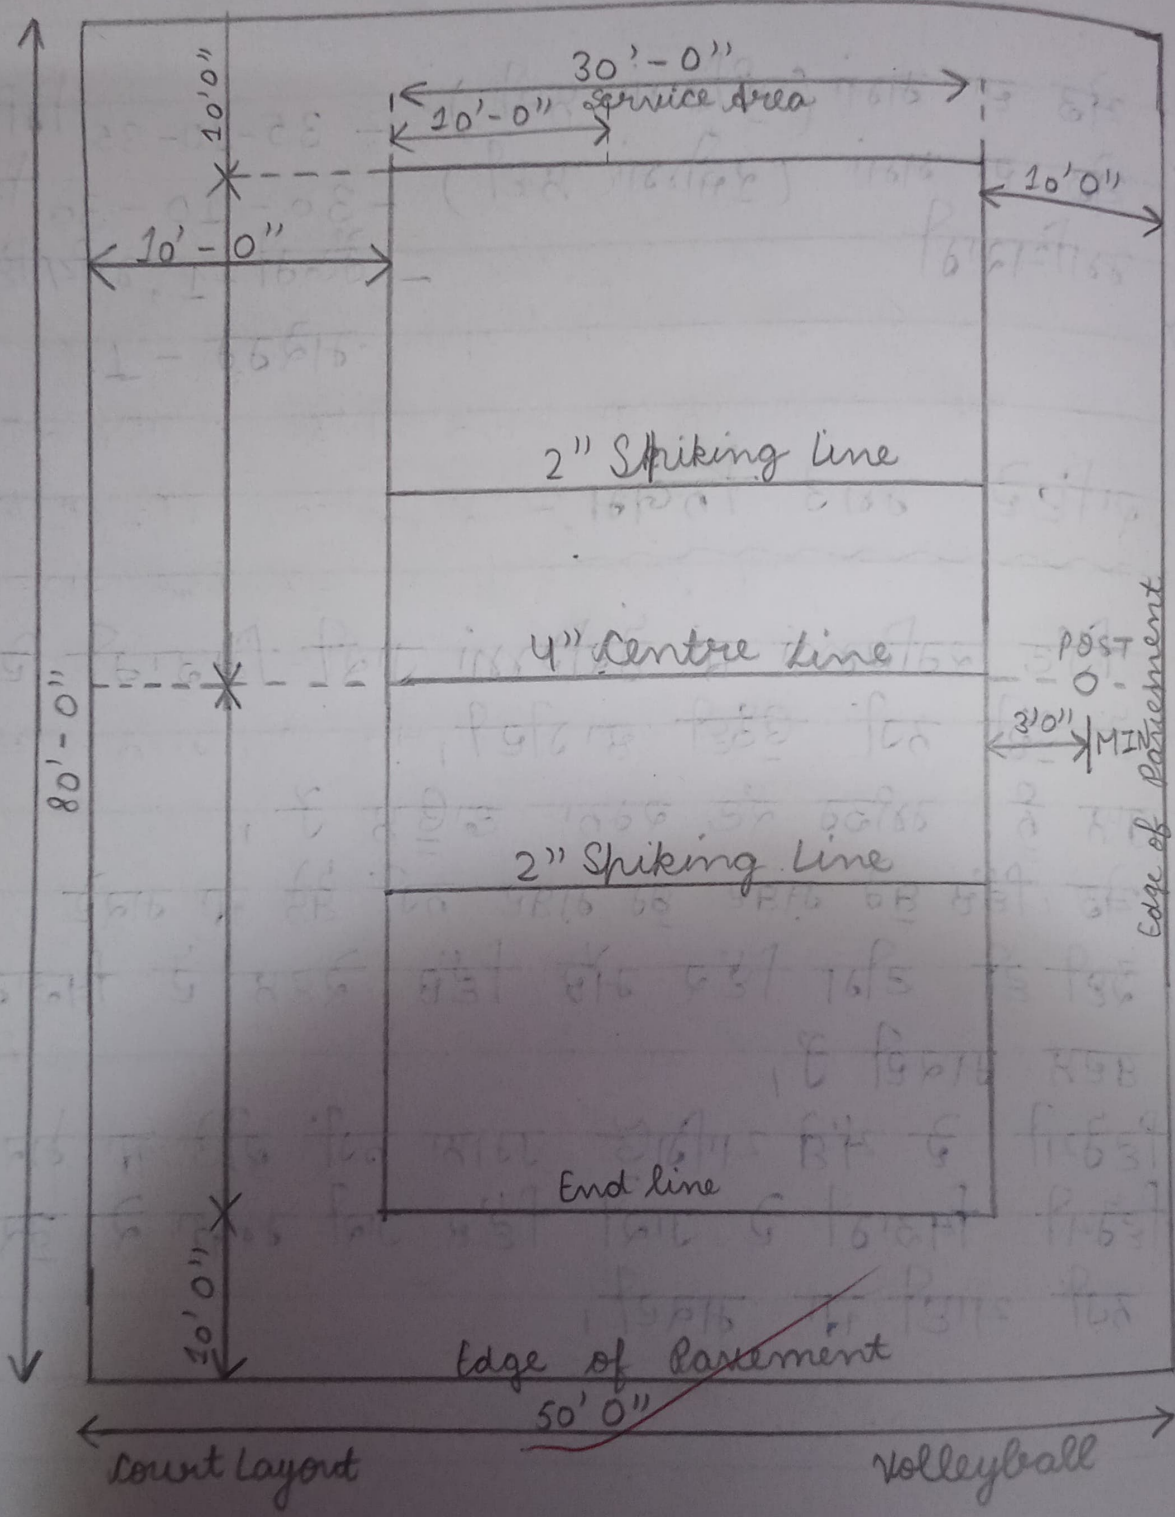 30'-0"
10'0"
Service Area
10'-0"
10'0"
10'-0"
2" Spiking Line
4" Centre Line
POST
80'-0"
3'0"
MIN
Edge of Pavement
2" Spiking Line
End line
10'0"
Edge of Pavement
50'0"
Court Layout
Volleyball